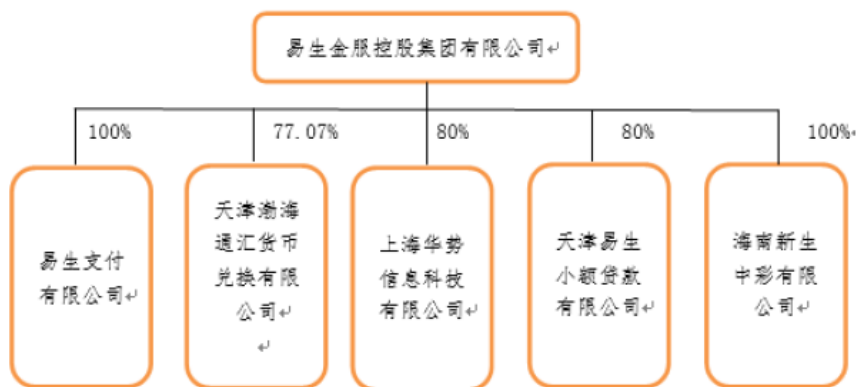 易生金服控股集团有限公司
100%
77.07%
80%
80%
100%
易生支付
有限公司
天津渤海
通汇货币
兑换有限
公司
上海华势
信息科技
有限公司
天津易生
小额贷款
有限公司
海南新生
中彩有限
公司